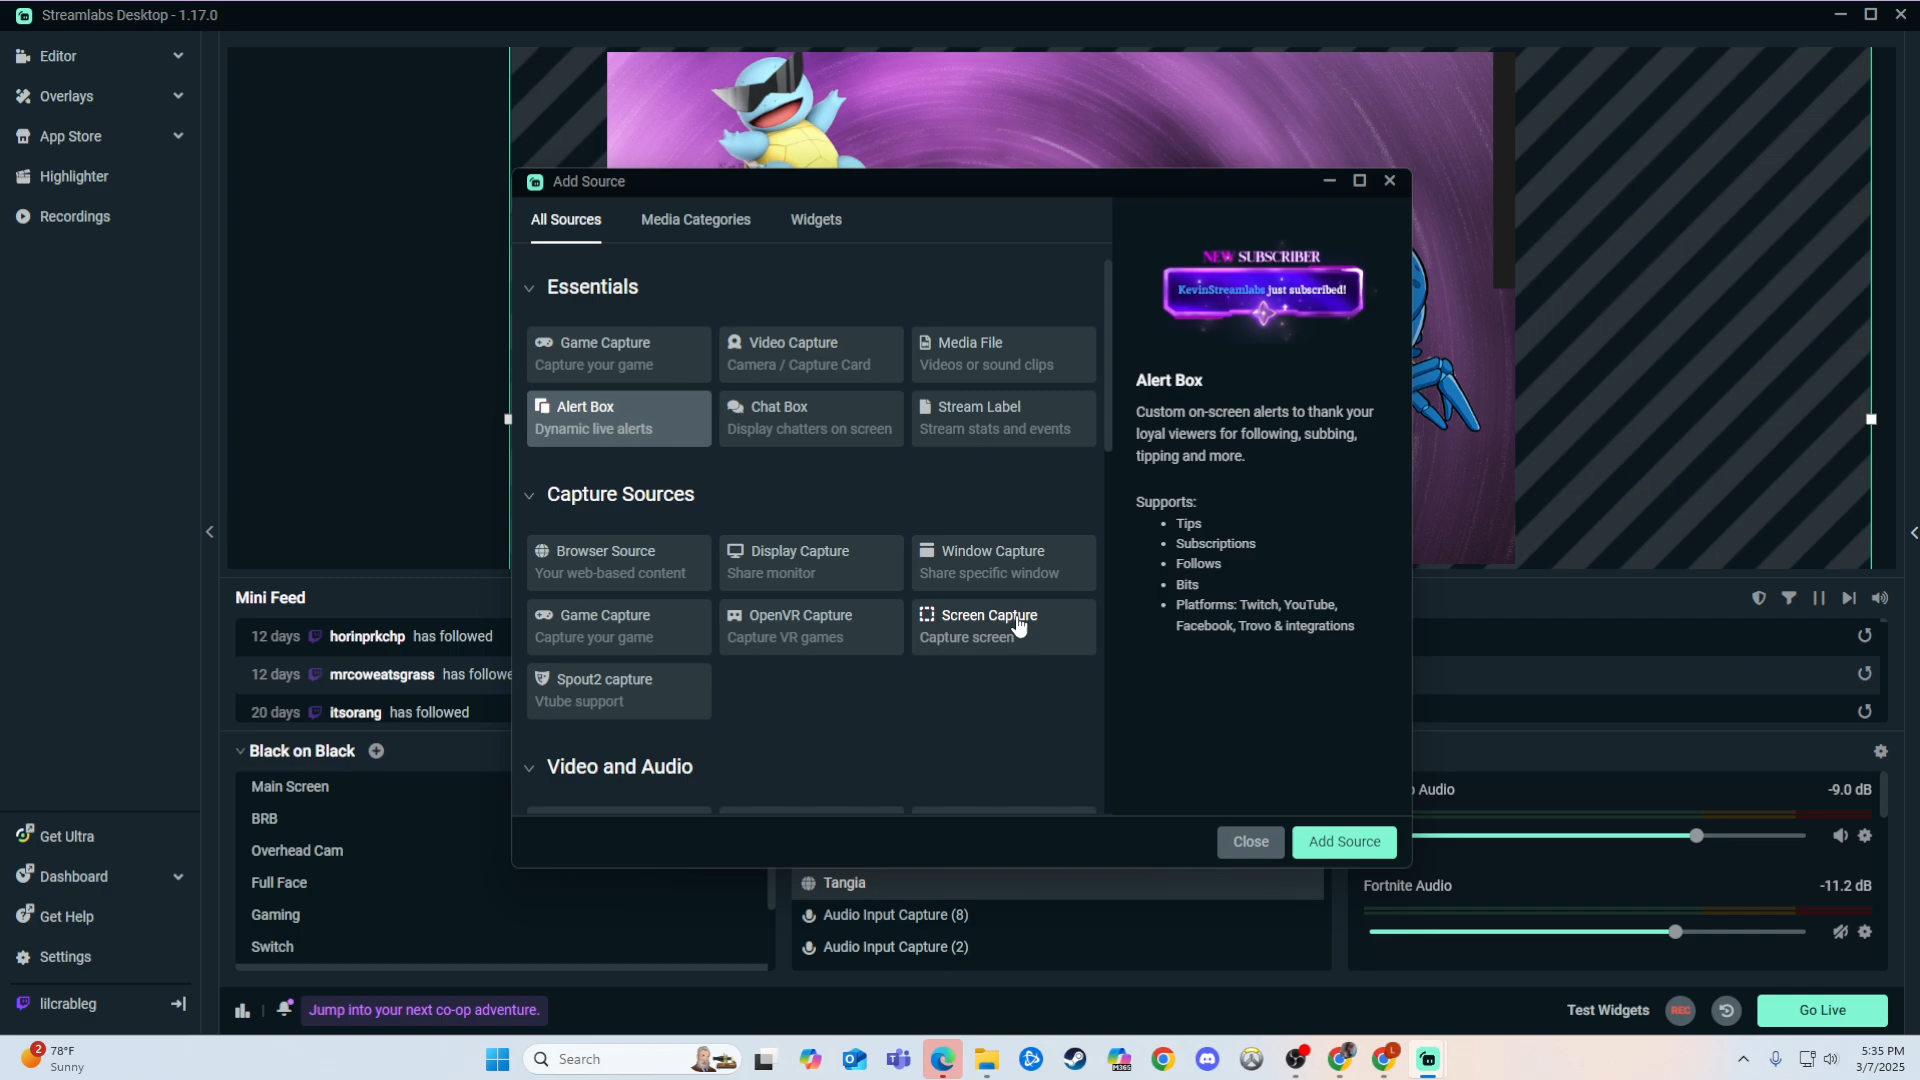 Streamlabs Desktop - 1.17.0
Editor
Overlays
App Store
Highlighter
Recordings
Get Ultra
Dashboard
Get Help
Settings
lilcrableg
Add Source
All Sources
Media Categories
Widgets
Essentials
Game Capture
Capture your game
Video Capture
Camera / Capture Card
Media File
Videos or sound clips
Alert Box
Dynamic live alerts
Chat Box
Display chatters on screen
Stream Label
Stream stats and events
Capture Sources
Browser Source
Your web-based content
Display Capture
Share monitor
Window Capture
Share specific window
Game Capture
Capture your game
OpenVR Capture
Capture VR games
Screen Capture
Capture screen
Spout2 capture
Vtube support
Video and Audio
NEW SUBSCRIBER
KevinStreamlabs just subscribed!
Alert Box
Custom on-screen alerts to thank your
loyal viewers for following, subbing,
tipping and more.
Supports:
• Tips
• Subscriptions
• Follows
• Bits
• Platforms: Twitch, YouTube,
Facebook, Trovo & integrations
Close
Add Source
Mini Feed
12 days horinprkchp has followed
12 days mrcoweatsgrass has followe
20 days itsorang has followed
Black on Black
Main Screen
BRB
Overhead Cam
Full Face
Gaming
Switch
Tangia
Audio Input Capture (8)
Audio Input Capture (2)
Audio
-9.0 dB
Fortnite Audio
-11.2 dB
Jump into your next co-op adventure.
Test Widgets
REC
Go Live
2
78°F
Sunny
Search
M365
L
5:35 PM
3/7/2025